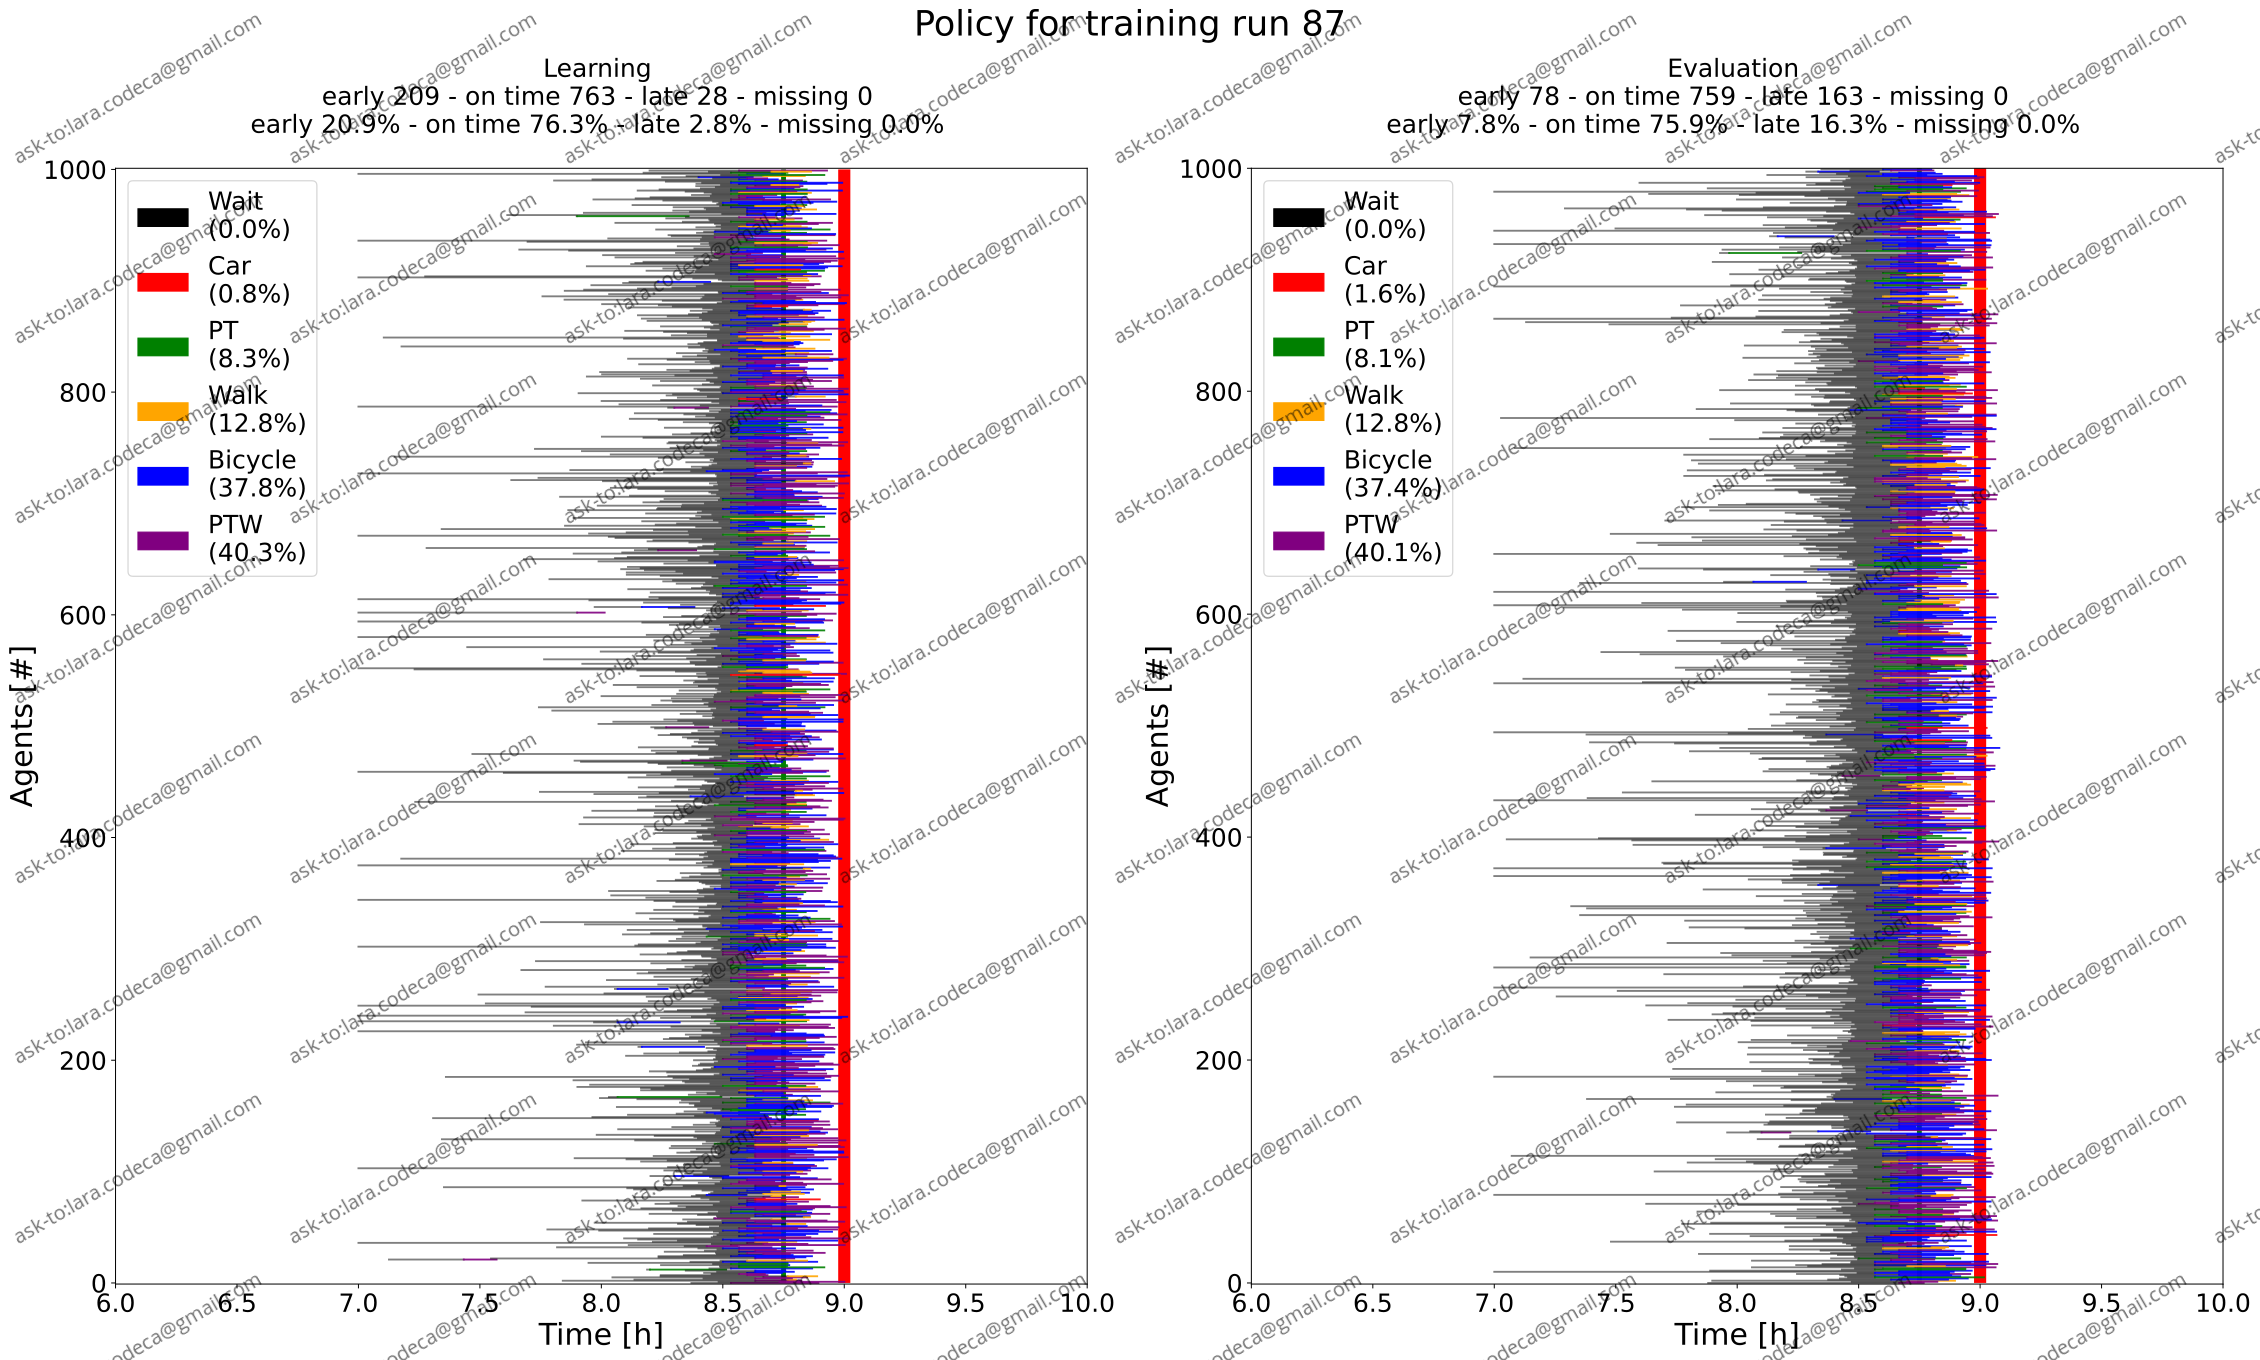 Policy for training run 87
Learning
early 209 - on time 763 - late 28 - missing 0
early 20.9% - on time 76.3% - late 2.8% - missing 0.0%
Agents [#]
1000
800
600
400
200
0
Wait
(0.0%)
Car
(0.8%)
PT
(8.3%)
Walk
(12.8%)
Bicycle
(37.8%)
PTW
(40.3%)
6.0 6.5 7.0 7.5 8.0 8.5 9.0 9.5 10.0
Time [h]
Evaluation
early 78 - on time 759 - late 163 - missing 0
early 7.8% - on time 75.9% - late 16.3% - missing 0.0%
Agents [#]
1000
800
600
400
200
0
Wait
(0.0%)
Car
(1.6%)
PT
(8.1%)
Walk
(12.8%)
Bicycle
(37.4%)
PTW
(40.1%)
6.0 6.5 7.0 7.5 8.0 8.5 9.0 9.5 10.0
Time [h]
ask-to:lara.codeca@gmail.com